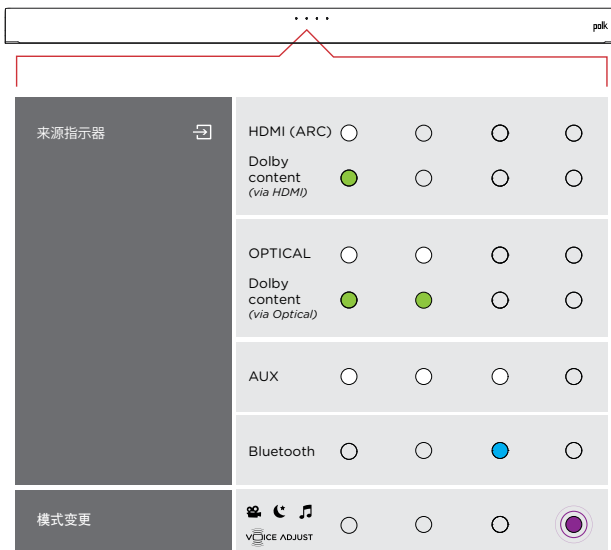 polk
来源指示器
HDMI (ARC)
Dolby
content
(via HDMI)
OPTICAL
Dolby
content
(via Optical)
AUX
Bluetooth
模式变更
VOICE ADJUST